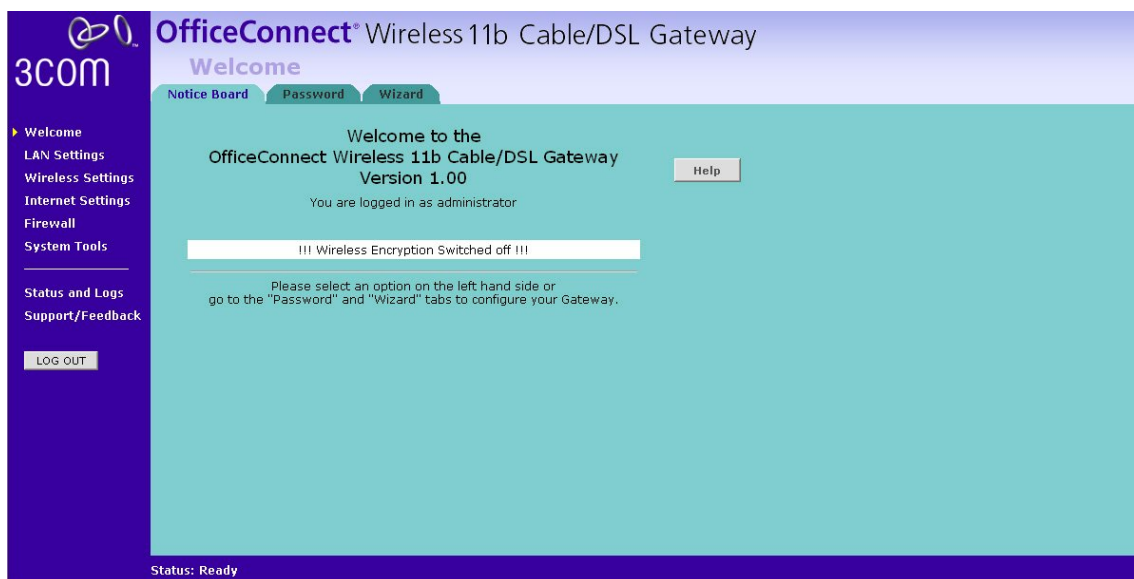 3COM
OfficeConnect® Wireless 11b Cable/DSL Gateway
Welcome
Notice Board
Password
Wizard
Welcome
LAN Settings
Wireless Settings
Internet Settings
Firewall
System Tools
Status and Logs
Support/Feedback
LOG OUT
Welcome to the
OfficeConnect Wireless 11b Cable/DSL Gateway
Version 1.00
You are logged in as administrator
Help
!!! Wireless Encryption Switched off !!!
Please select an option on the left hand side or
go to the "Password" and "Wizard" tabs to configure your Gateway.
Status: Ready